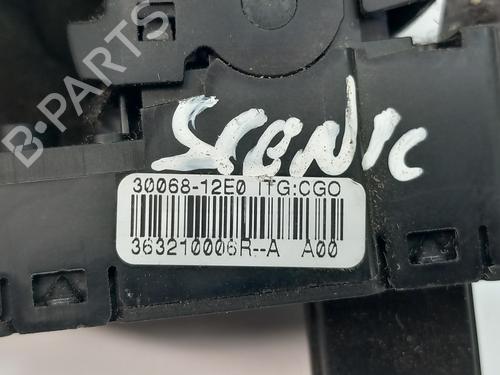 B-PARTS
SCENIC
30068-12E0 ITG:CGO
363210006R--A A00